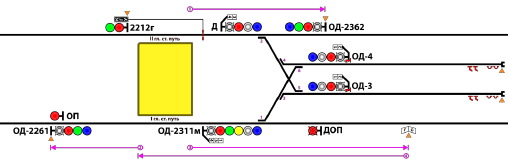 2212г
Д
ОД-2362
II гл. ст. путь
ОД-4
ОД-3
I гл. ст. путь
ОП
ОД-2261
ОД-2311м
ДОП